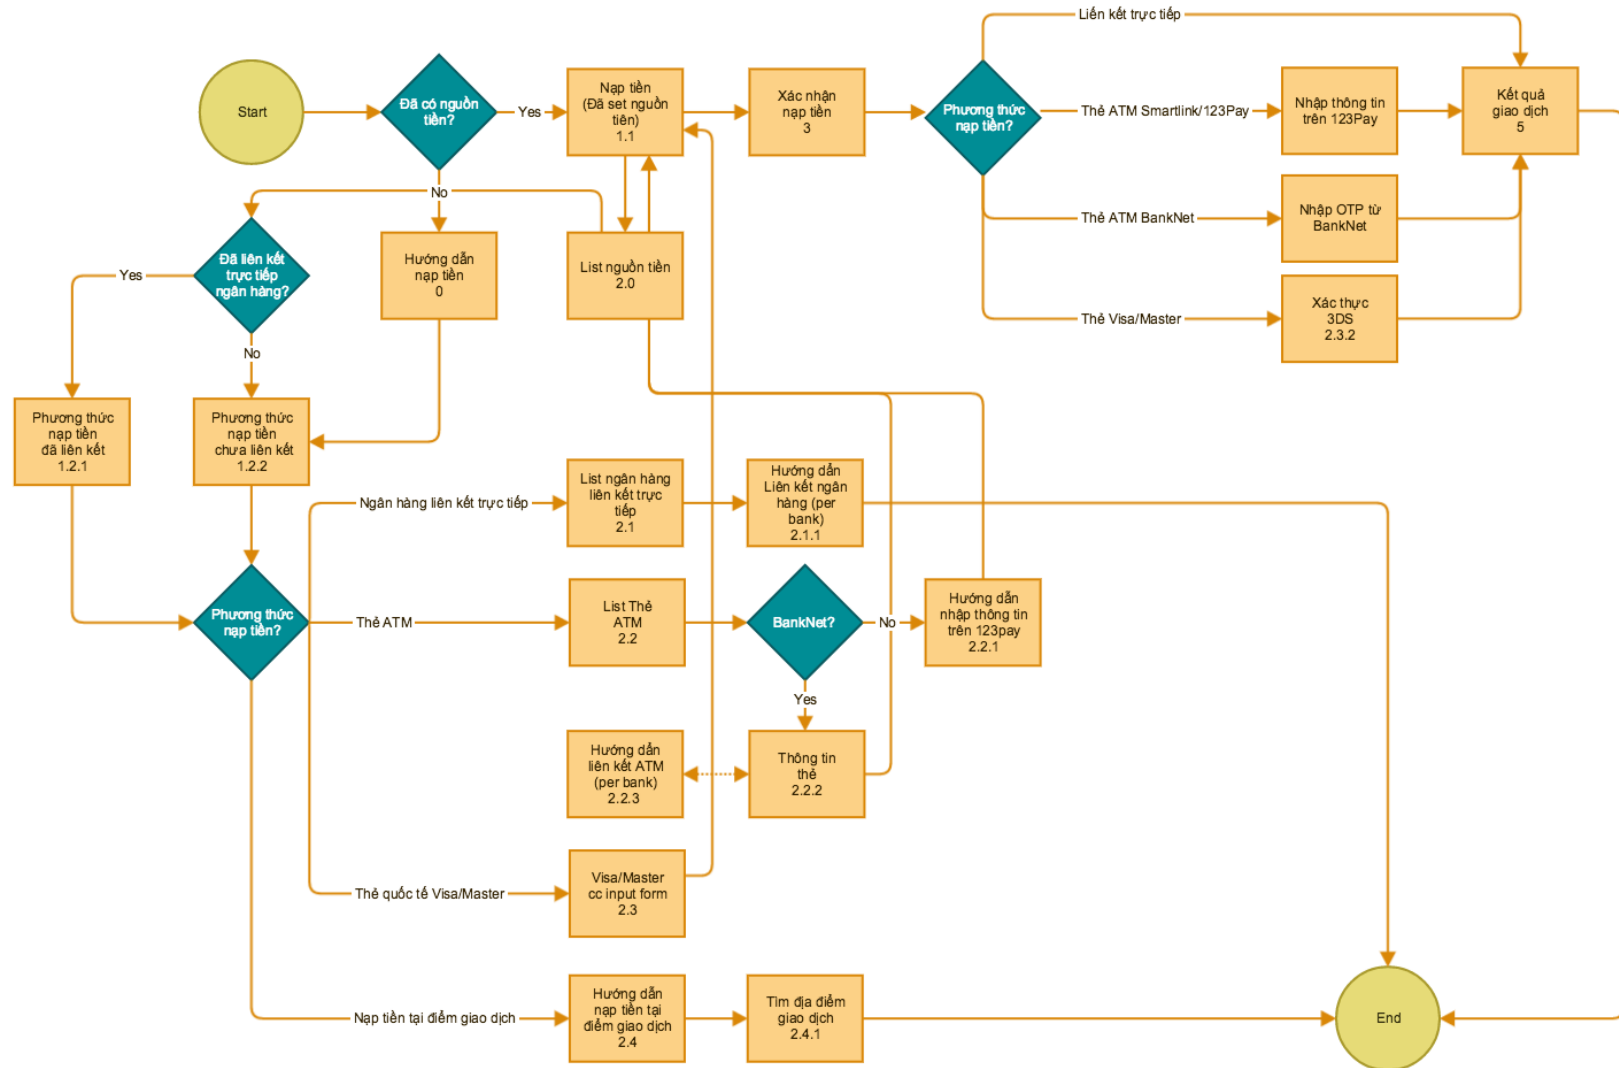 Liến kết trực tiếp
Start
Đã có nguồn
tiền?
Yes
Nạp tiền
(Đã set nguồn
tiên)
1.1
Xác nhận
nạp tiền
3
Phương thức
nạp tiền?
Thẻ ATM Smartlink/123Pay
Nhập thông tin
trên 123Pay
Kết quả
giao dịch
5
No
Thẻ ATM BankNet
Nhập OTP từ
BankNet
Đã liên kết
trực tiếp
ngân hàng?
Yes
Hướng dẫn
nạp tiền
0
List nguồn tiền
2.0
Thẻ Visa/Master
Xác thực
3DS
2.3.2
No
Phương thức
nạp tiền
đã liên kết
1.2.1
Phương thức
nạp tiền
chưa liên kết
1.2.2
Ngân hàng liên kết trực tiếp
List ngân hàng
liên kết trực
tiếp
2.1
Hướng dẩn
Liên kết ngân
hàng (per
bank)
2.1.1
Phương thức
nạp tiền?
Thẻ ATM
List Thẻ
ATM
2.2
BankNet?
No
Hướng dẫn
nhập thông tin
trên 123pay
2.2.1
Yes
Hướng dẩn
liên kết ATM
(per bank)
2.2.3
Thông tin
thẻ
2.2.2
Thẻ quốc tế Visa/Master
Visa/Master
cc input form
2.3
Nạp tiền tại điểm giao dịch
Hướng dẫn
nạp tiền tại
điểm giao dịch
2.4
Tìm địa điểm
giao dịch
2.4.1
End